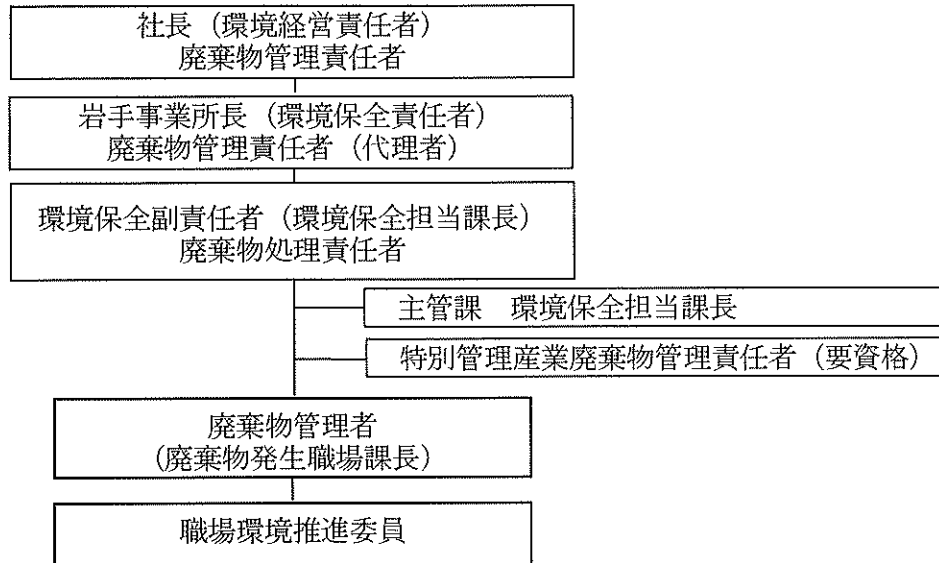 社長（環境経営責任者）
廃棄物管理責任者
岩手事業所長（環境保全責任者）
廃棄物管理責任者（代理者）
環境保全副責任者（環境保全担当課長）
廃棄物処理責任者
主管課　環境保全担当課長
特別管理産業廃棄物管理責任者（要資格）
廃棄物管理者
（廃棄物発生職場課長）
職場環境推進委員